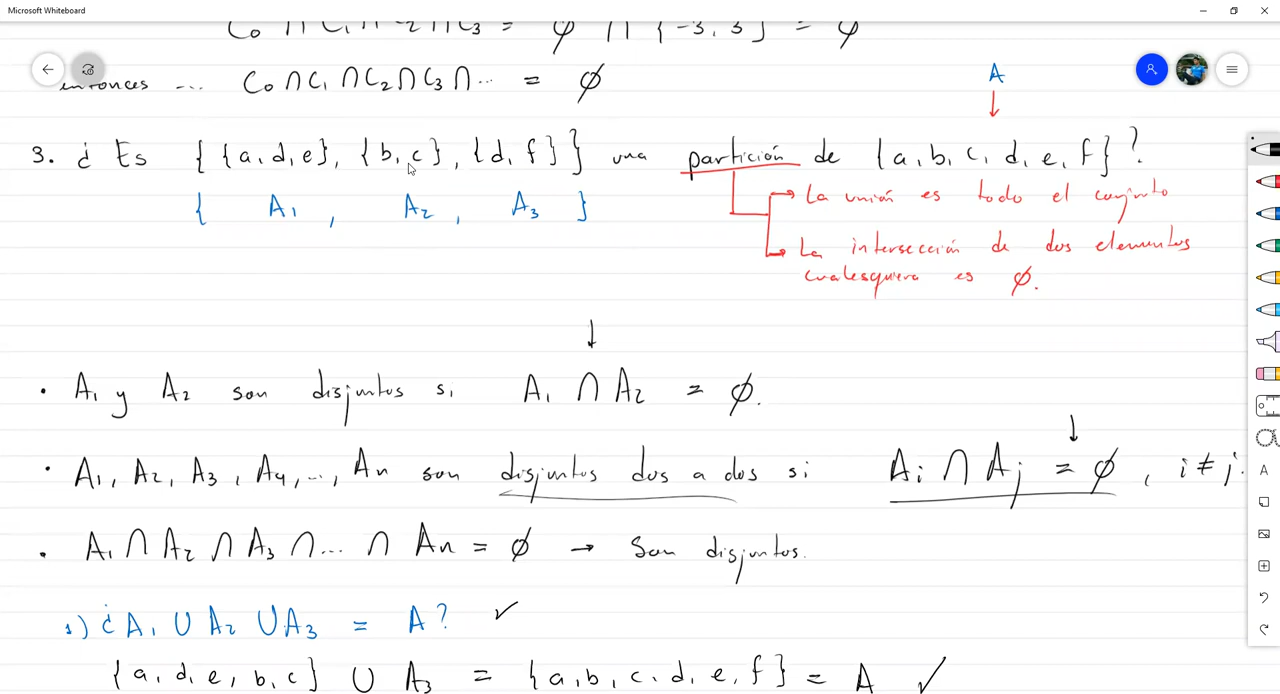 Microsoft Whiteboard
C₀ ∩ C₁ ∩ C₂ ∩ C₃ = ∅ ∩ {-3, 3} = ∅
entonces ... C₀ ∩ C₁ ∩ C₂ ∩ C₃ ∩ ... = ∅
A
3. ¿ Es { {a, d, e}, {b, c}, {d, f} } una partición de {a, b, c, d, e, f} ?
{ A₁ , A₂ , A₃ }
La unión es todo el conjunto
La intersección de dos elementos
cualesquiera es ∅.
• A₁ y A₂ son disjuntos si A₁ ∩ A₂ = ∅.
• A₁, A₂, A₃, A₄, ..., An son disjuntos dos a dos si Ai ∩ Aj = ∅, i ≠ j.
• A₁ ∩ A₂ ∩ A₃ ∩ ... ∩ An = ∅ → Son disjuntos.
1) ¿ A₁ ∪ A₂ ∪ A₃ = A? ✓
{a, d, e, b, c} ∪ A₃ = {a, b, c, d, e, f} = A ✓